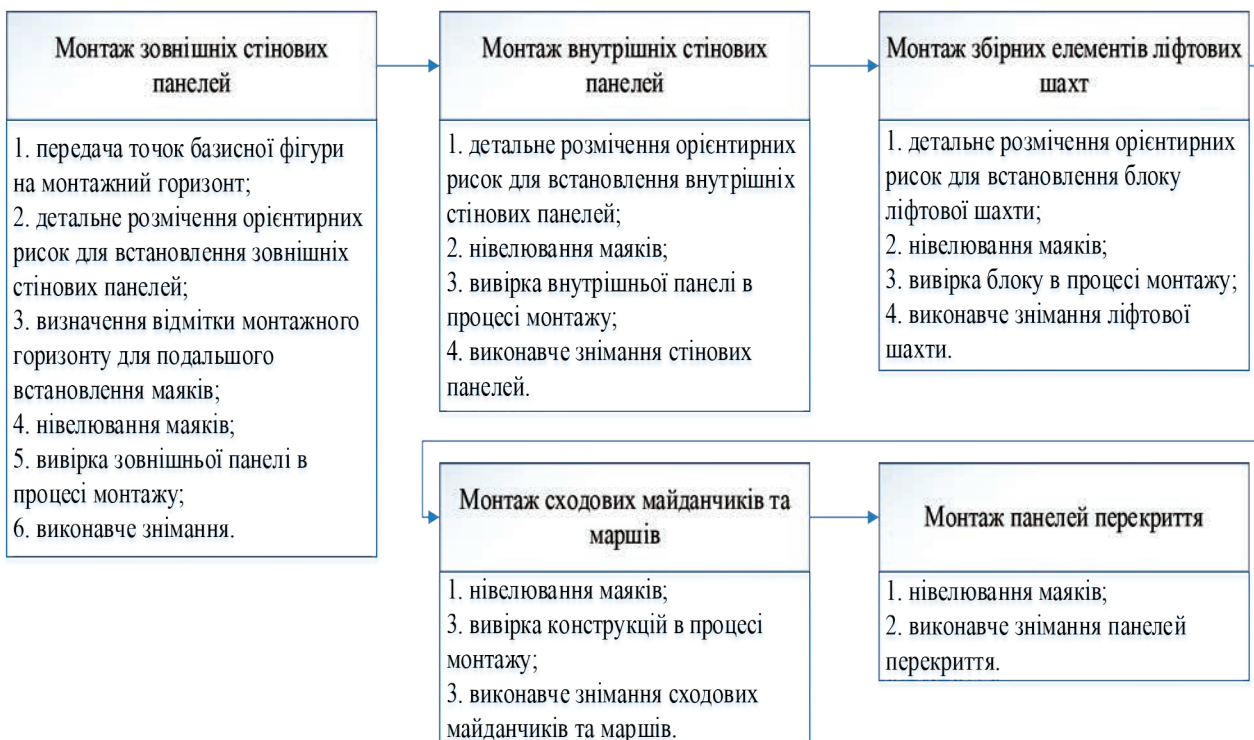 Монтаж зовнішніх стінових
панелей
1. передача точок базисної фігури
на монтажний горизонт;
2. детальне розмічення орієнтирних
рисок для встановлення зовнішніх
стінових панелей;
3. визначення відмітки монтажного
горизонту для подальшого
встановлення маяків;
4. нівелювання маяків;
5. вивірка зовнішньої панелі в
процесі монтажу;
6. виконавче знімання.
Монтаж внутрішніх стінових
панелей
1. детальне розмічення орієнтирних
рисок для встановлення внутрішніх
стінових панелей;
2. нівелювання маяків;
3. вивірка внутрішньої панелі в
процесі монтажу;
4. виконавче знімання стінових
панелей.
Монтаж збірних елементів ліфтових
шахт
1. детальне розмічення орієнтирних
рисок для встановлення блоку
ліфтової шахти;
2. нівелювання маяків;
3. вивірка блоку в процесі монтажу;
4. виконавче знімання ліфтової
шахти.
Монтаж сходових майданчиків та
маршів
1. нівелювання маяків;
3. вивірка конструкцій в процесі
монтажу;
3. виконавче знімання сходових
майданчиків та маршів.
Монтаж панелей перекриття
1. нівелювання маяків;
2. виконавче знімання панелей
перекриття.